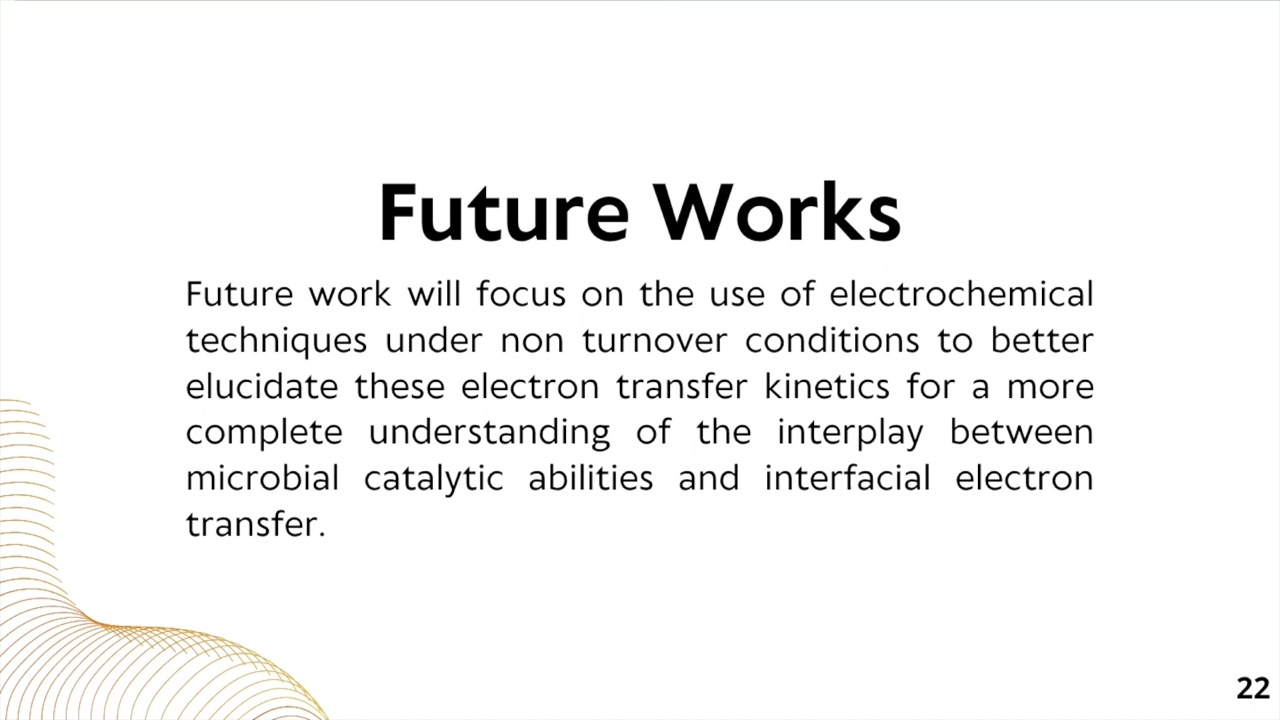 Future Works
Future work will focus on the use of electrochemical
techniques under non turnover conditions to better
elucidate these electron transfer kinetics for a more
complete understanding of the interplay between
microbial catalytic abilities and interfacial electron
transfer.
22